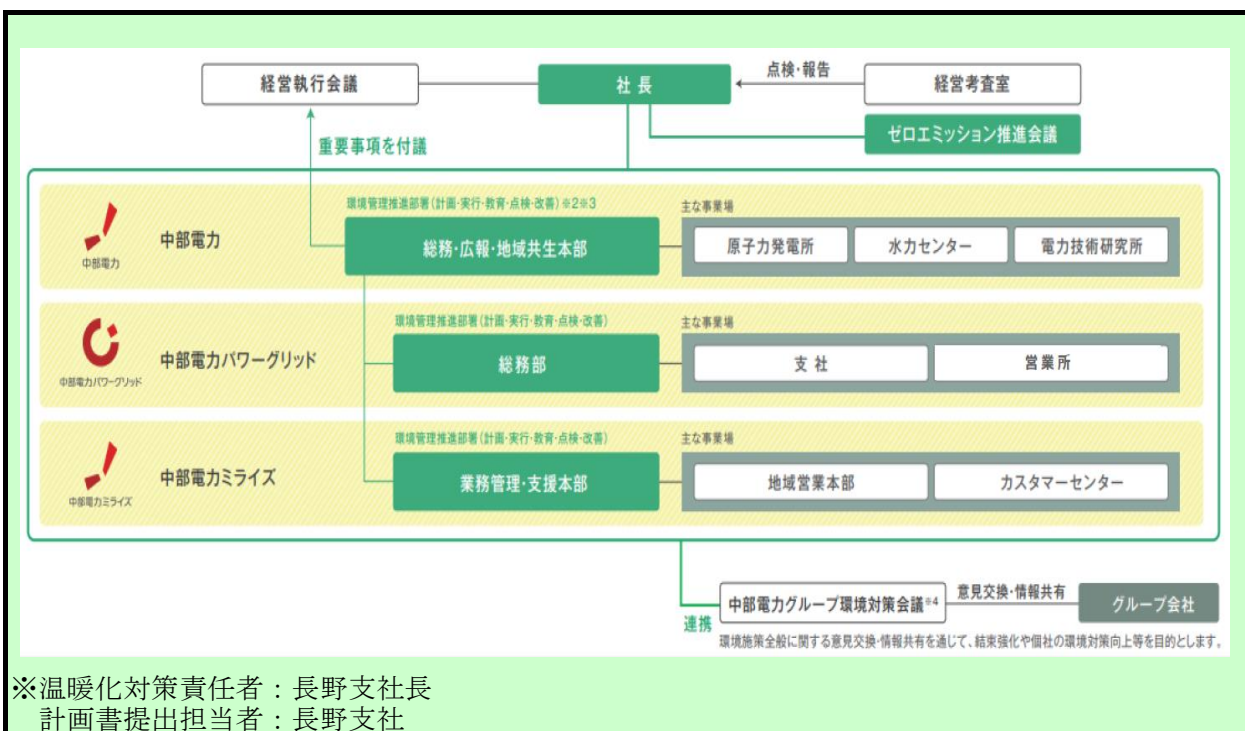 経営執行会議
社長
点検・報告
経営考査室
ゼロエミッション推進会議
重要事項を付議
環境管理推進部署(計画・実行・教育・点検・改善)※2※3
主な事業場
中部電力
中部電力
総務・広報・地域共生本部
原子力発電所
水力センター
電力技術研究所
環境管理推進部署(計画・実行・教育・点検・改善)
主な事業場
中部電力パワーグリッド
中部電力パワーグリッド
総務部
支社
営業所
環境管理推進部署(計画・実行・教育・点検・改善)
主な事業場
中部電力ミライズ
中部電力ミライズ
業務管理・支援本部
地域営業本部
カスタマーセンター
連携
中部電力グループ環境対策会議※4
意見交換・情報共有
グループ会社
環境施策全般に関する意見交換・情報共有を通じて、結束強化や個社の環境対策向上等を目的とします。
※温暖化対策責任者：長野支社長
計画書提出担当者：長野支社